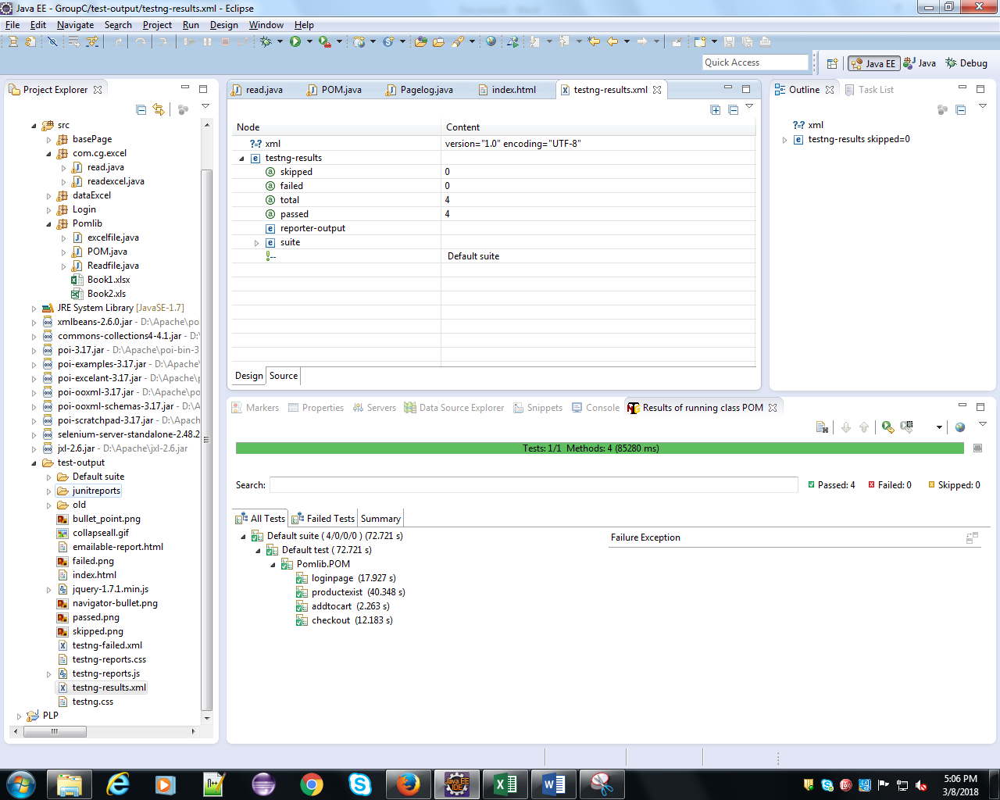 Java EE - GroupC/test-output/testng-results.xml - Eclipse
File Edit Navigate Search Project Run Design Window Help
Quick Access
Java EE
Java
Debug
Project Explorer
src
basePage
com.cg.excel
read.java
readexcel.java
dataExcel
Login
Pomlib
excelfile.java
POM.java
Readfile.java
Book1.xlsx
Book2.xls
JRE System Library [JavaSE-1.7]
xmlbeans-2.6.0.jar - D:\Apache\po
commons-collections4-4.1.jar - D:\
poi-3.17.jar - D:\Apache\poi-bin-3
poi-examples-3.17.jar - D:\Apache\
poi-excelant-3.17.jar - D:\Apache\p
poi-ooxml-3.17.jar - D:\Apache\po
poi-ooxml-schemas-3.17.jar - D:\A
poi-scratchpad-3.17.jar - D:\Apach
selenium-server-standalone-2.48.2
jxl-2.6.jar - D:\Apache\jxl-2.6.jar
test-output
Default suite
junitreports
old
bullet_point.png
collapseall.gif
emailable-report.html
failed.png
index.html
jquery-1.7.1.min.js
navigator-bullet.png
passed.png
skipped.png
testng-failed.xml
testng-reports.css
testng-reports.js
testng-results.xml
testng.css
PLP
read.java
POM.java
Pagelog.java
index.html
testng-results.xml
Node Content
xml version="1.0" encoding="UTF-8"
testng-results
skipped 0
failed 0
total 4
passed 4
reporter-output
suite
Default suite
Design Source
Outline
Task List
xml
testng-results skipped=0
Markers Properties Servers Data Source Explorer Snippets Console Results of running class POM
Tests: 1/1 Methods: 4 (85280 ms)
Search:
Passed: 4 Failed: 0 Skipped: 0
All Tests Failed Tests Summary
Default suite ( 4/0/0/0 ) (72.721 s)
Default test ( 72.721 s)
Pomlib.POM
loginpage (17.927 s)
productexist (40.348 s)
addtocart (2.263 s)
checkout (12.183 s)
Failure Exception
Java EE
IDE
5:06 PM
3/8/2018